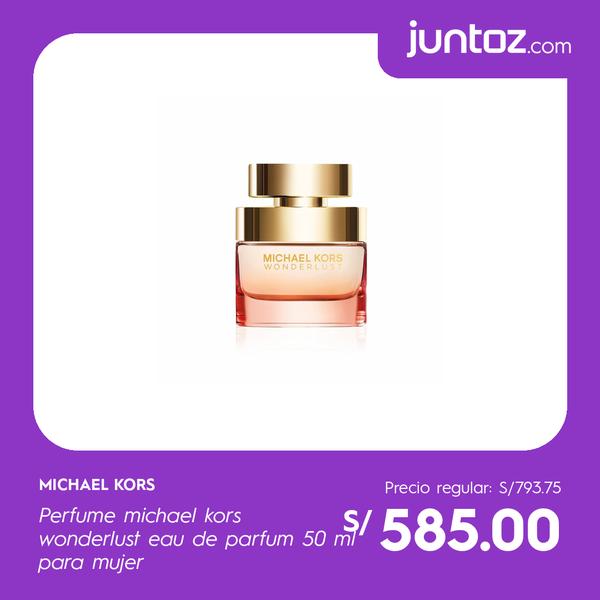 juntoz.com
MICHAEL KORS
WONDERLUST
MICHAEL KORS
Perfume michael kors
wonderlust eau de parfum 50 ml
para mujer
Precio regular: S/793.75
S/ 585.00